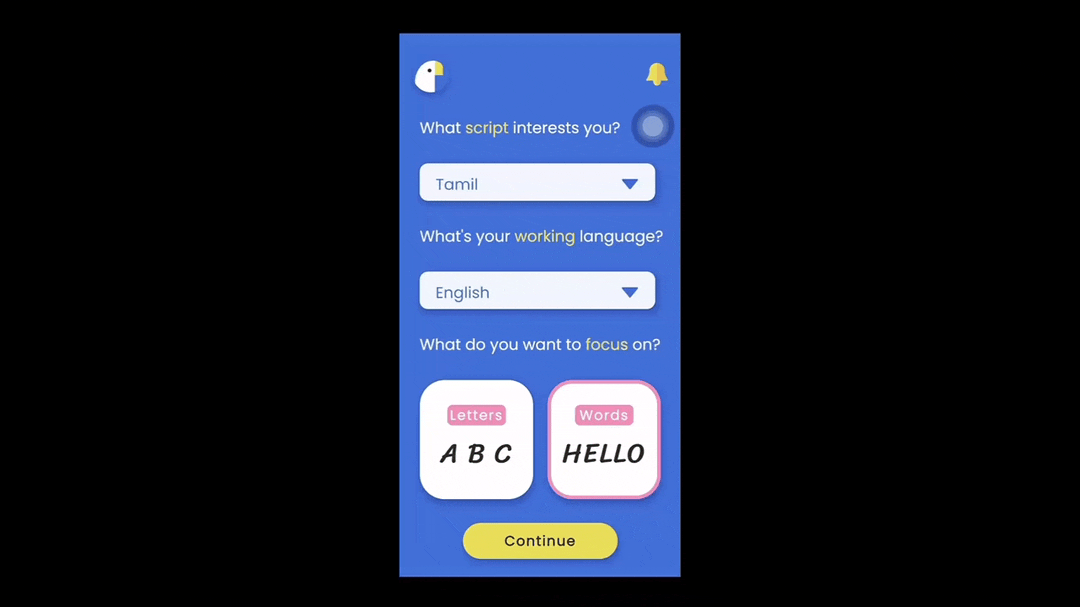 What script interests you?
Tamil
What's your working language?
English
What do you want to focus on?
Letters
A B C
Words
HELLO
Continue